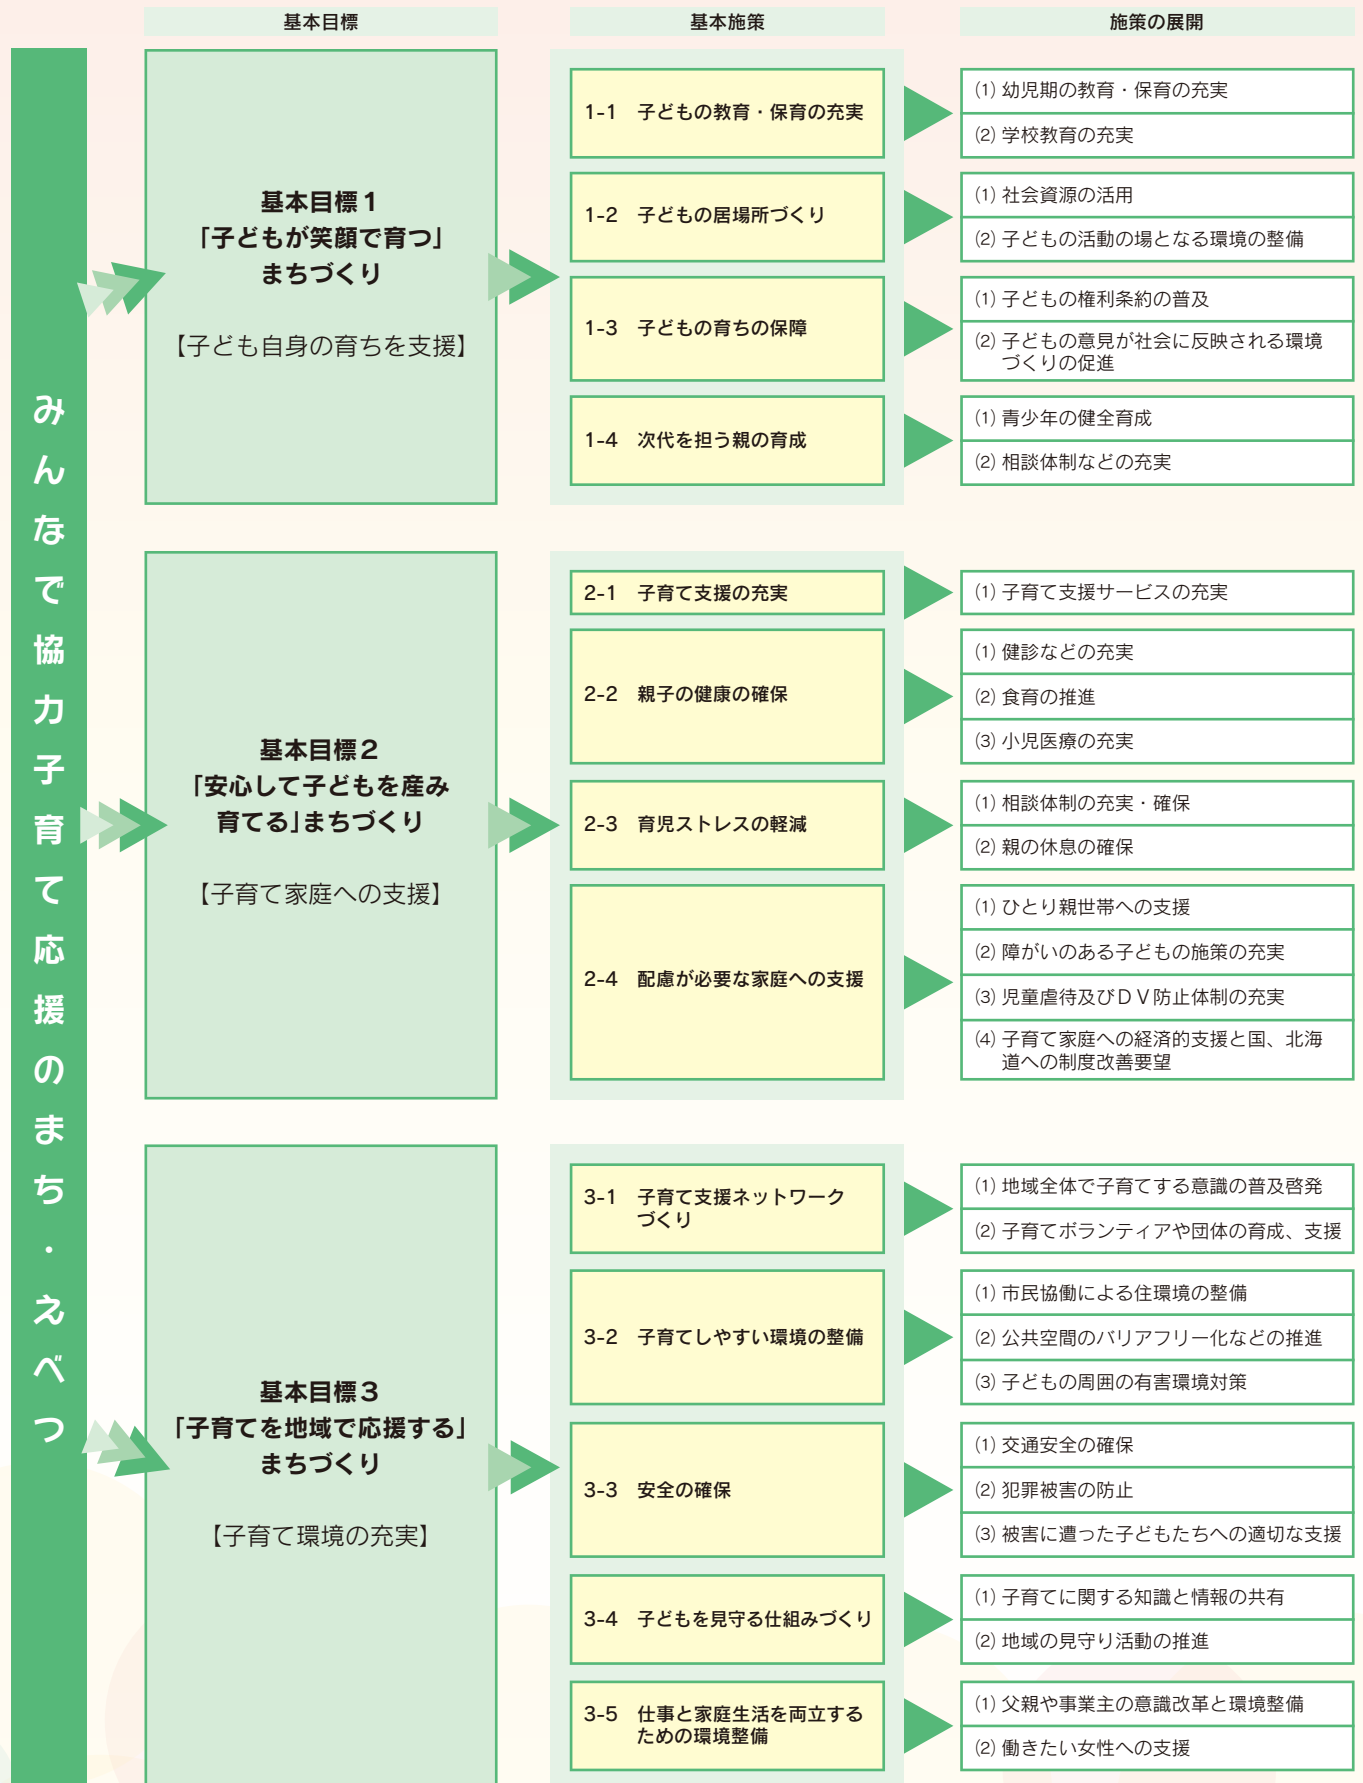 基本目標
基本施策
施策の展開
みんなで協力子育て応援のまち・えべつ
基本目標1
「子どもが笑顔で育つ」
まちづくり
【子ども自身の育ちを支援】
1-1 子どもの教育・保育の充実
(1) 幼児期の教育・保育の充実
(2) 学校教育の充実
1-2 子どもの居場所づくり
(1) 社会資源の活用
(2) 子どもの活動の場となる環境の整備
1-3 子どもの育ちの保障
(1) 子どもの権利条約の普及
(2) 子どもの意見が社会に反映される環境
づくりの促進
1-4 次代を担う親の育成
(1) 青少年の健全育成
(2) 相談体制などの充実
基本目標2
「安心して子どもを産み
育てる」まちづくり
【子育て家庭への支援】
2-1 子育て支援の充実
(1) 子育て支援サービスの充実
2-2 親子の健康の確保
(1) 健診などの充実
(2) 食育の推進
(3) 小児医療の充実
2-3 育児ストレスの軽減
(1) 相談体制の充実・確保
(2) 親の休息の確保
2-4 配慮が必要な家庭への支援
(1) ひとり親世帯への支援
(2) 障がいのある子どもの施策の充実
(3) 児童虐待及びＤＶ防止体制の充実
(4) 子育て家庭への経済的支援と国、北海
道への制度改善要望
基本目標3
「子育てを地域で応援する」
まちづくり
【子育て環境の充実】
3-1 子育て支援ネットワーク
づくり
(1) 地域全体で子育てする意識の普及啓発
(2) 子育てボランティアや団体の育成、支援
3-2 子育てしやすい環境の整備
(1) 市民協働による住環境の整備
(2) 公共空間のバリアフリー化などの推進
(3) 子どもの周囲の有害環境対策
3-3 安全の確保
(1) 交通安全の確保
(2) 犯罪被害の防止
(3) 被害に遭った子どもたちへの適切な支援
3-4 子どもを見守る仕組みづくり
(1) 子育てに関する知識と情報の共有
(2) 地域の見守り活動の推進
3-5 仕事と家庭生活を両立する
ための環境整備
(1) 父親や事業主の意識改革と環境整備
(2) 働きたい女性への支援